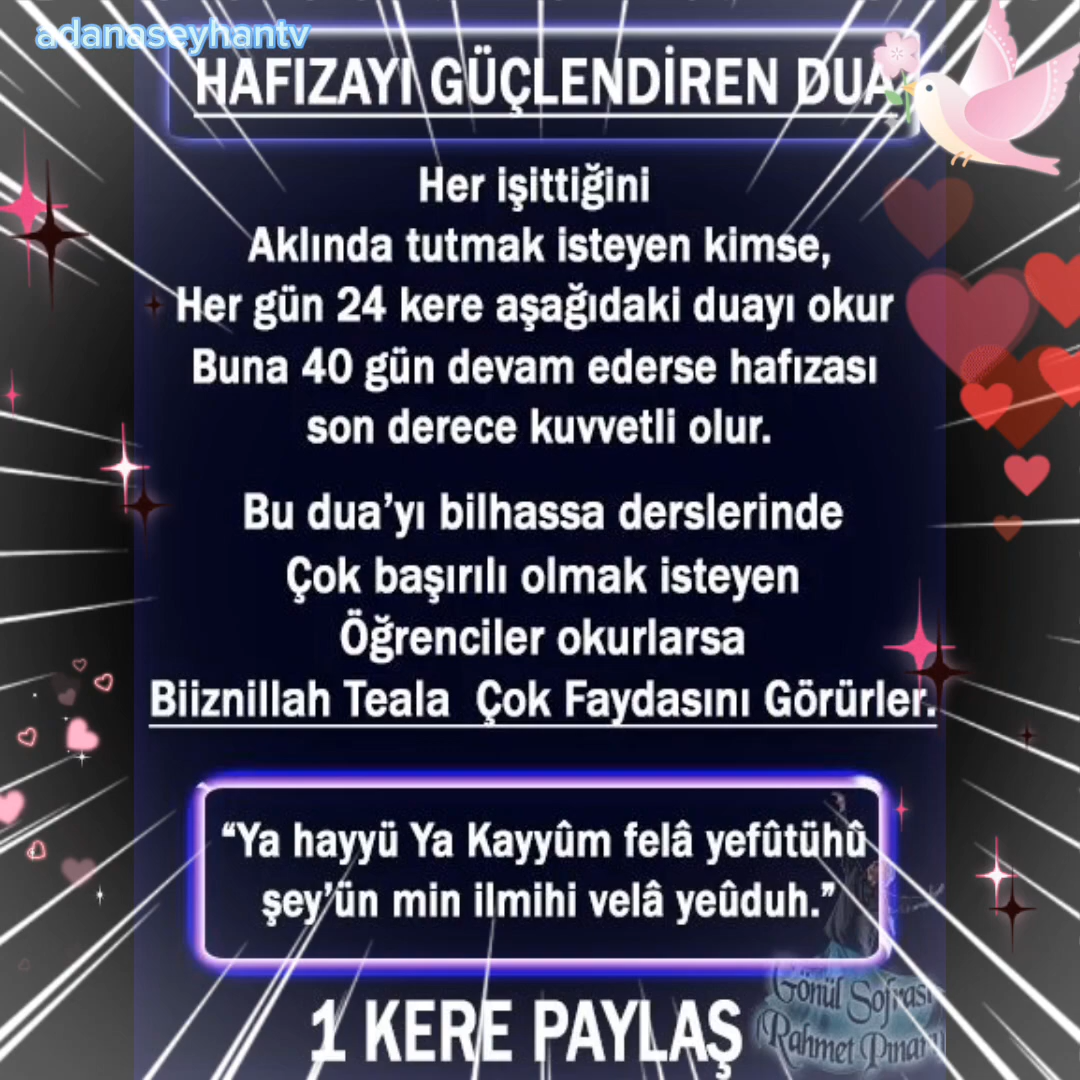 adanaseyhantv
HAFIZAYI GÜÇLENDİREN DUA
Her işittiğini
Aklında tutmak isteyen kimse,
Her gün 24 kere aşağıdaki duayı okur
Buna 40 gün devam ederse hafızası
son derece kuvvetli olur.
Bu dua’yı bilhassa derslerinde
Çok başırılı olmak isteyen
Öğrenciler okurlarsa
Biiznillah Teala Çok Faydasını Görürler.
“Ya hayyü Ya Kayyûm felâ yefûtühû
şey’ün min ilmihi velâ yeûduh.”
Gönül Sofrası
(Rahmet Pınarı)
1 KERE PAYLAŞ